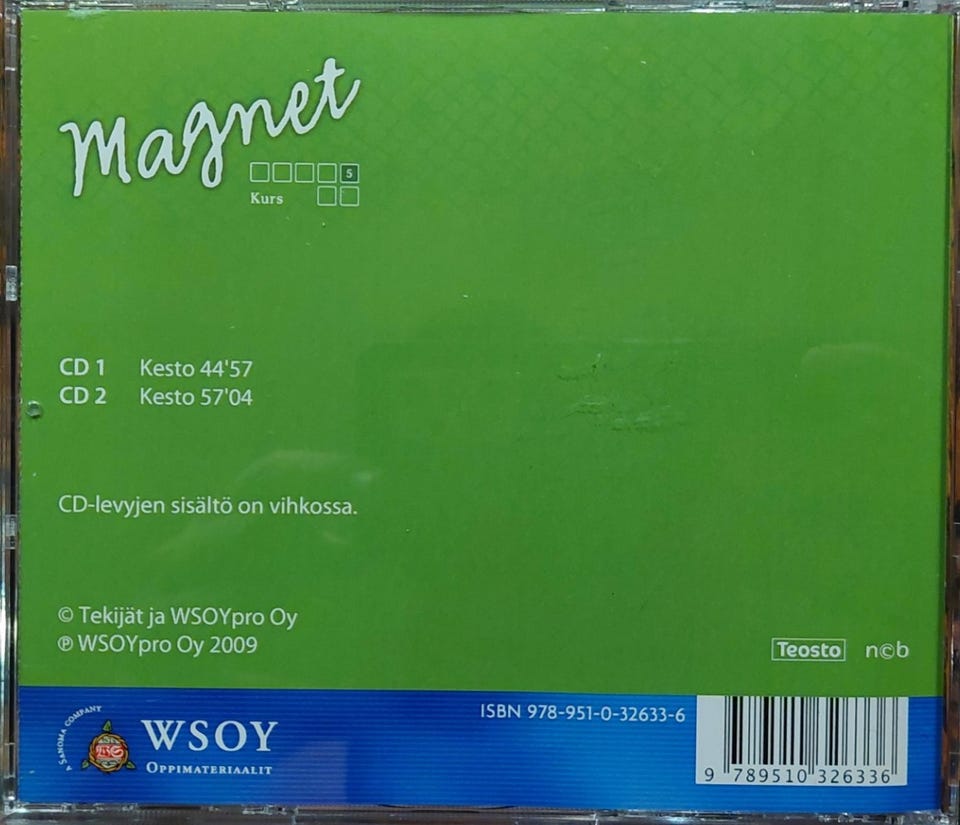 Magnet
5
Kurs
CD 1 Kesto 44'57
CD 2 Kesto 57'04
CD-levyjen sisältö on vihkossa.
© Tekijät ja WSOYpro Oy
℗ WSOYpro Oy 2009
Teosto n©b
A SANOMA COMPANY
WSOY
OPPIMATERIAALIT
ISBN 978-951-0-32633-6
9 789510 326336